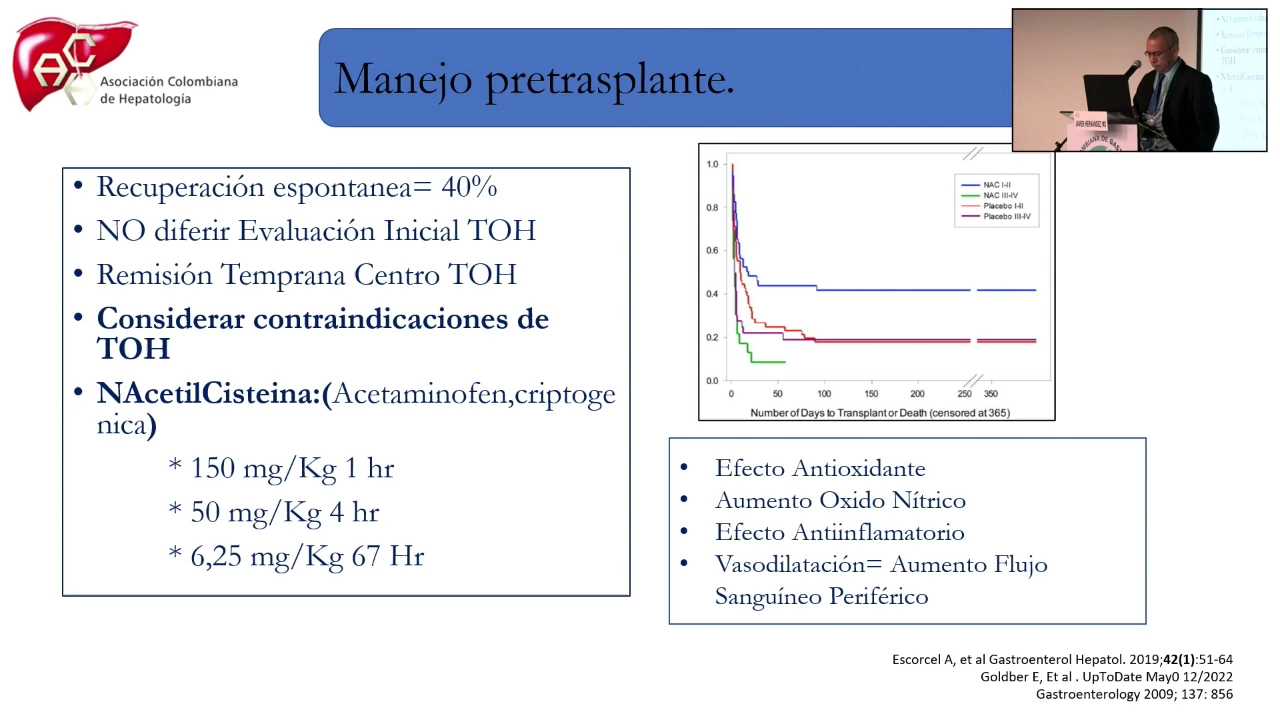 Asociación Colombiana
de Hepatología
Manejo pretrasplante.
• Recuperación espontanea= 40%
• NO diferir Evaluación Inicial TOH
• Remisión Temprana Centro TOH
• Considerar contraindicaciones de
TOH
• NAcetilCisteina:(Acetaminofen,criptoge
nica)
* 150 mg/Kg 1 hr
* 50 mg/Kg 4 hr
* 6,25 mg/Kg 67 Hr
1.0
0.8
0.6
0.4
0.2
0.0
0
50
100
150
200
250
350
Number of Days to Transplant or Death (censored at 365)
NAC I-II
NAC III-IV
Placebo I-II
Placebo III-IV
• Efecto Antioxidante
• Aumento Oxido Nítrico
• Efecto Antiinflamatorio
• Vasodilatación= Aumento Flujo
Sanguíneo Periférico
Escorcel A, et al Gastroenterol Hepatol. 2019;42(1):51-64
Goldber E, Et al . UpToDate May0 12/2022
Gastroenterology 2009; 137: 856